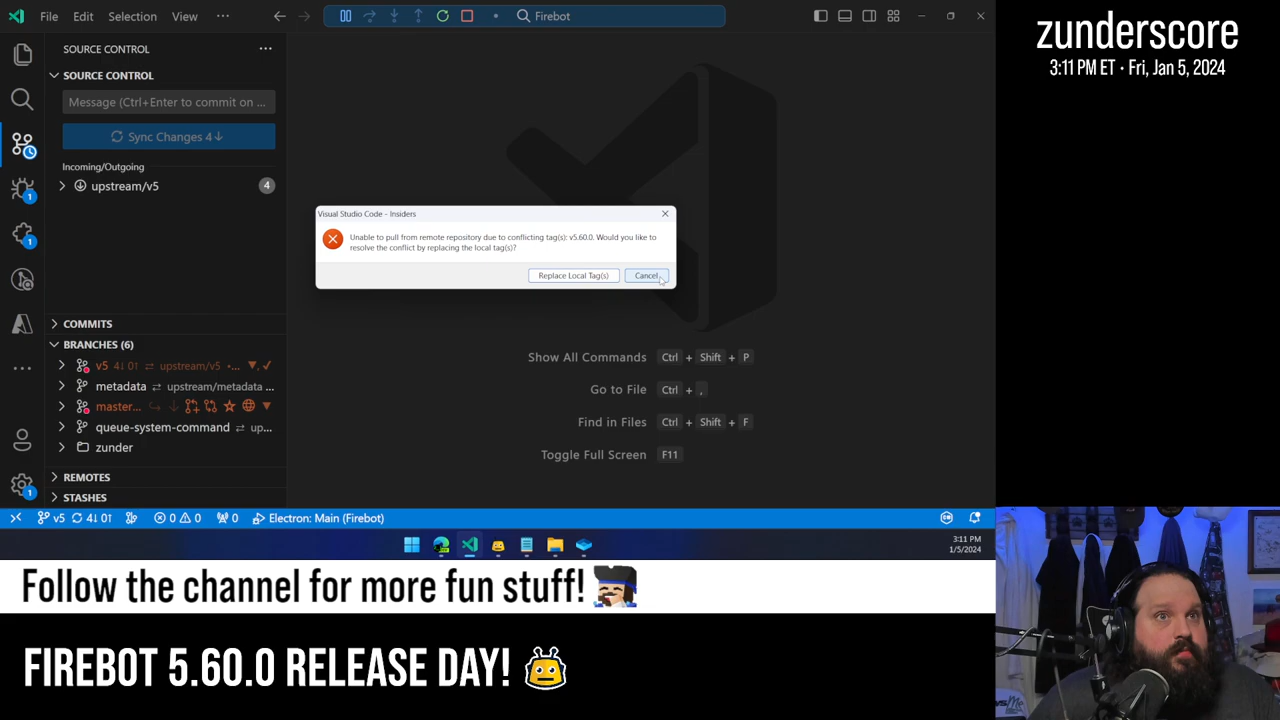 File Edit Selection View ···
Firebot
zunderscore
3:11 PM ET · Fri, Jan 5, 2024
SOURCE CONTROL ···
SOURCE CONTROL
Message (Ctrl+Enter to commit on ...
Sync Changes 4↓
Incoming/Outgoing
upstream/v5 4
Visual Studio Code - Insiders
Unable to pull from remote repository due to conflicting tag(s): v5.60.0. Would you like to
resolve the conflict by replacing the local tag(s)?
Replace Local Tag(s) Cancel
COMMITS
BRANCHES (6)
v5 4↓ 0↑ ⇄ upstream/v5 •...
metadata ⇄ upstream/metadata ...
master...
queue-system-command ⇄ up...
zunder
REMOTES
STASHES
Show All Commands Ctrl + Shift + P
Go to File Ctrl + ,
Find in Files Ctrl + Shift + F
Toggle Full Screen F11
1
1
1
v5 4↓ 0↑ 0 0 0 Electron: Main (Firebot)
3:11 PM
1/5/2024
Follow the channel for more fun stuff!
FIREBOT 5.60.0 RELEASE DAY!